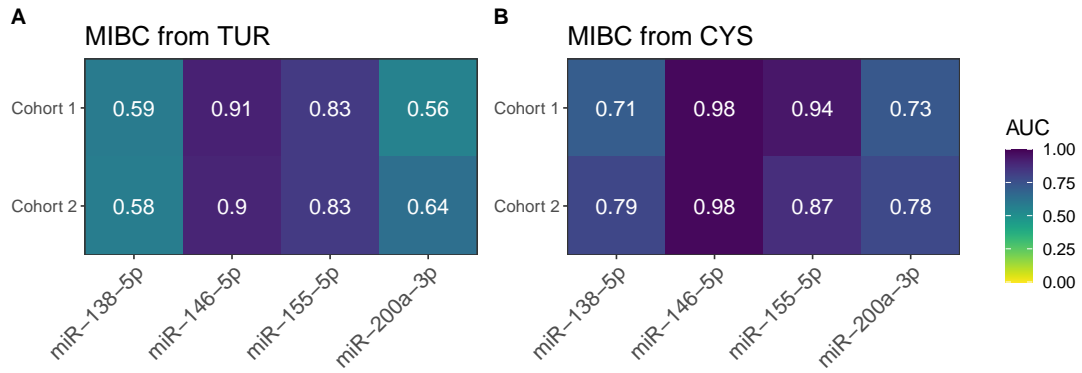 A
MIBC from TUR
Cohort 1
0.59 0.91 0.83 0.56
Cohort 2
0.58 0.9 0.83 0.64
miR−138−5p
miR−146−5p
miR−155−5p
miR−200a−3p
B
MIBC from CYS
Cohort 1
0.71 0.98 0.94 0.73
Cohort 2
0.79 0.98 0.87 0.78
miR−138−5p
miR−146−5p
miR−155−5p
miR−200a−3p
AUC
1.00
0.75
0.50
0.25
0.00